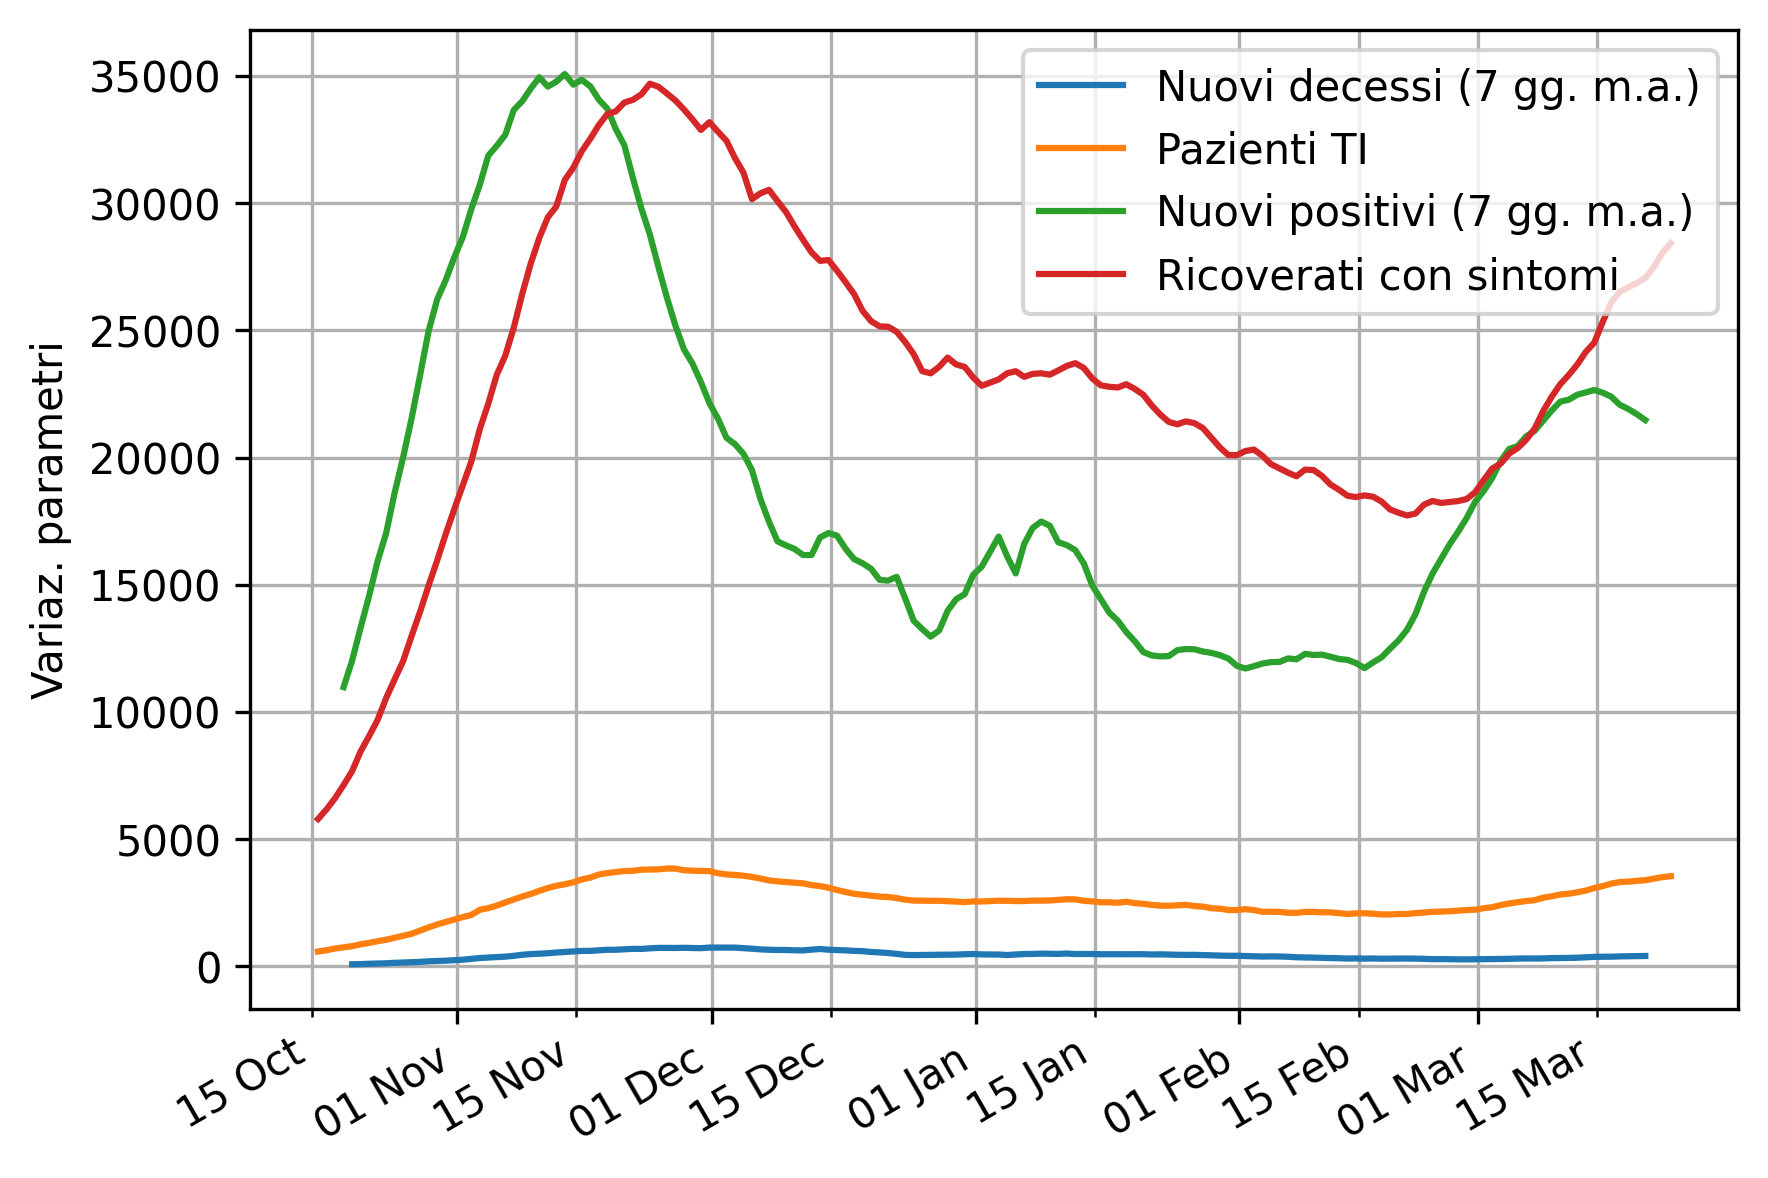 Variaz. parametri
35000
30000
25000
20000
15000
10000
5000
0
Nuovi decessi (7 gg. m.a.)
Pazienti TI
Nuovi positivi (7 gg. m.a.)
Ricoverati con sintomi
15 Oct
01 Nov
15 Nov
01 Dec
15 Dec
01 Jan
15 Jan
01 Feb
15 Feb
01 Mar
15 Mar